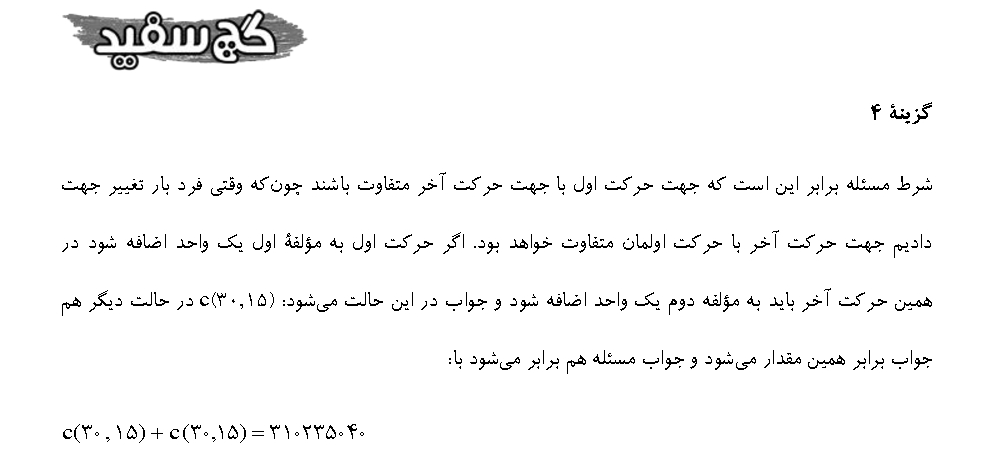 گچ سفید
گزینهٔ ۴
شرط مسئله برابر این است که جهت حرکت اول با جهت حرکت آخر متفاوت باشند چون‌که وقتی فرد بار تغییر جهت
دادیم جهت حرکت آخر با حرکت اولمان متفاوت خواهد بود. اگر حرکت اول به مؤلفهٔ اول یک واحد اضافه شود در
همین حرکت آخر باید به مؤلفه دوم یک واحد اضافه شود و جواب در این حالت می‌شود: c(۳۰,۱۵) در حالت دیگر هم
جواب برابر همین مقدار می‌شود و جواب مسئله هم برابر می‌شود با:
c(۳۰,۱۵) + c(۳۰,۱۵) = ۳۱۰۲۳۵۰۴۰